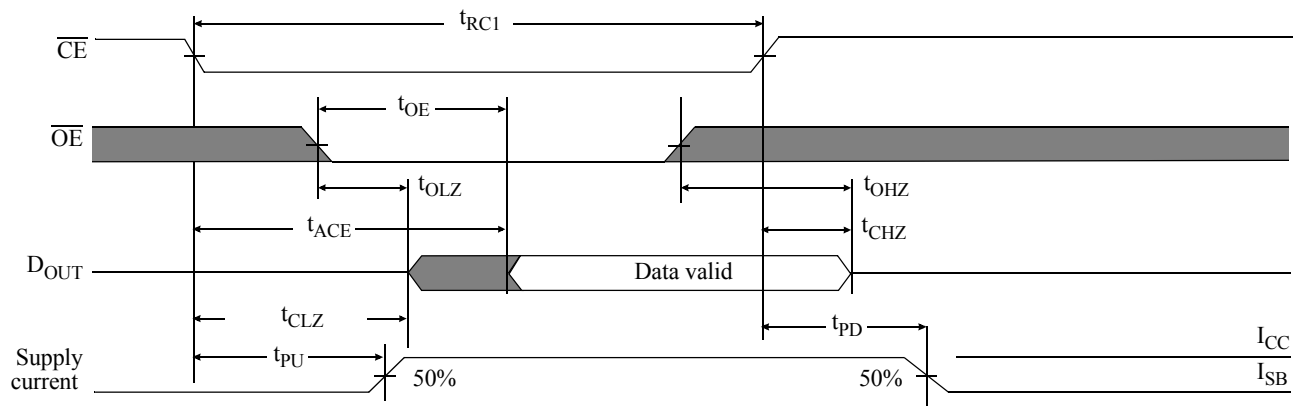 tRC1
CE
tOE
OE
tOLZ
tOHZ
tACE
tCHZ
DOUT
Data valid
tCLZ
tPD
tPU
ICC
Supply
current
50%
50%
ISB